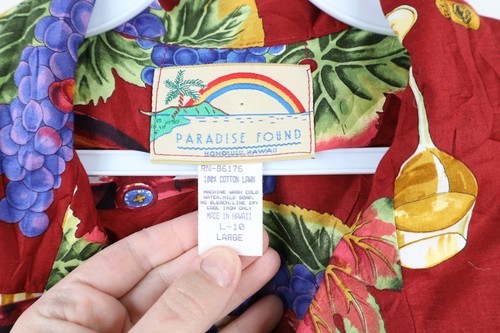 PARADISE FOUND
HONOLULU HAWAII
RN-86176
100% COTTON LAWN
MACHINE WASH COLD
WATER, MILD SOAP,
NO BLEACH, LINE DRY
COOL IRON ONLY
MADE IN HAWAII
L-10
LARGE